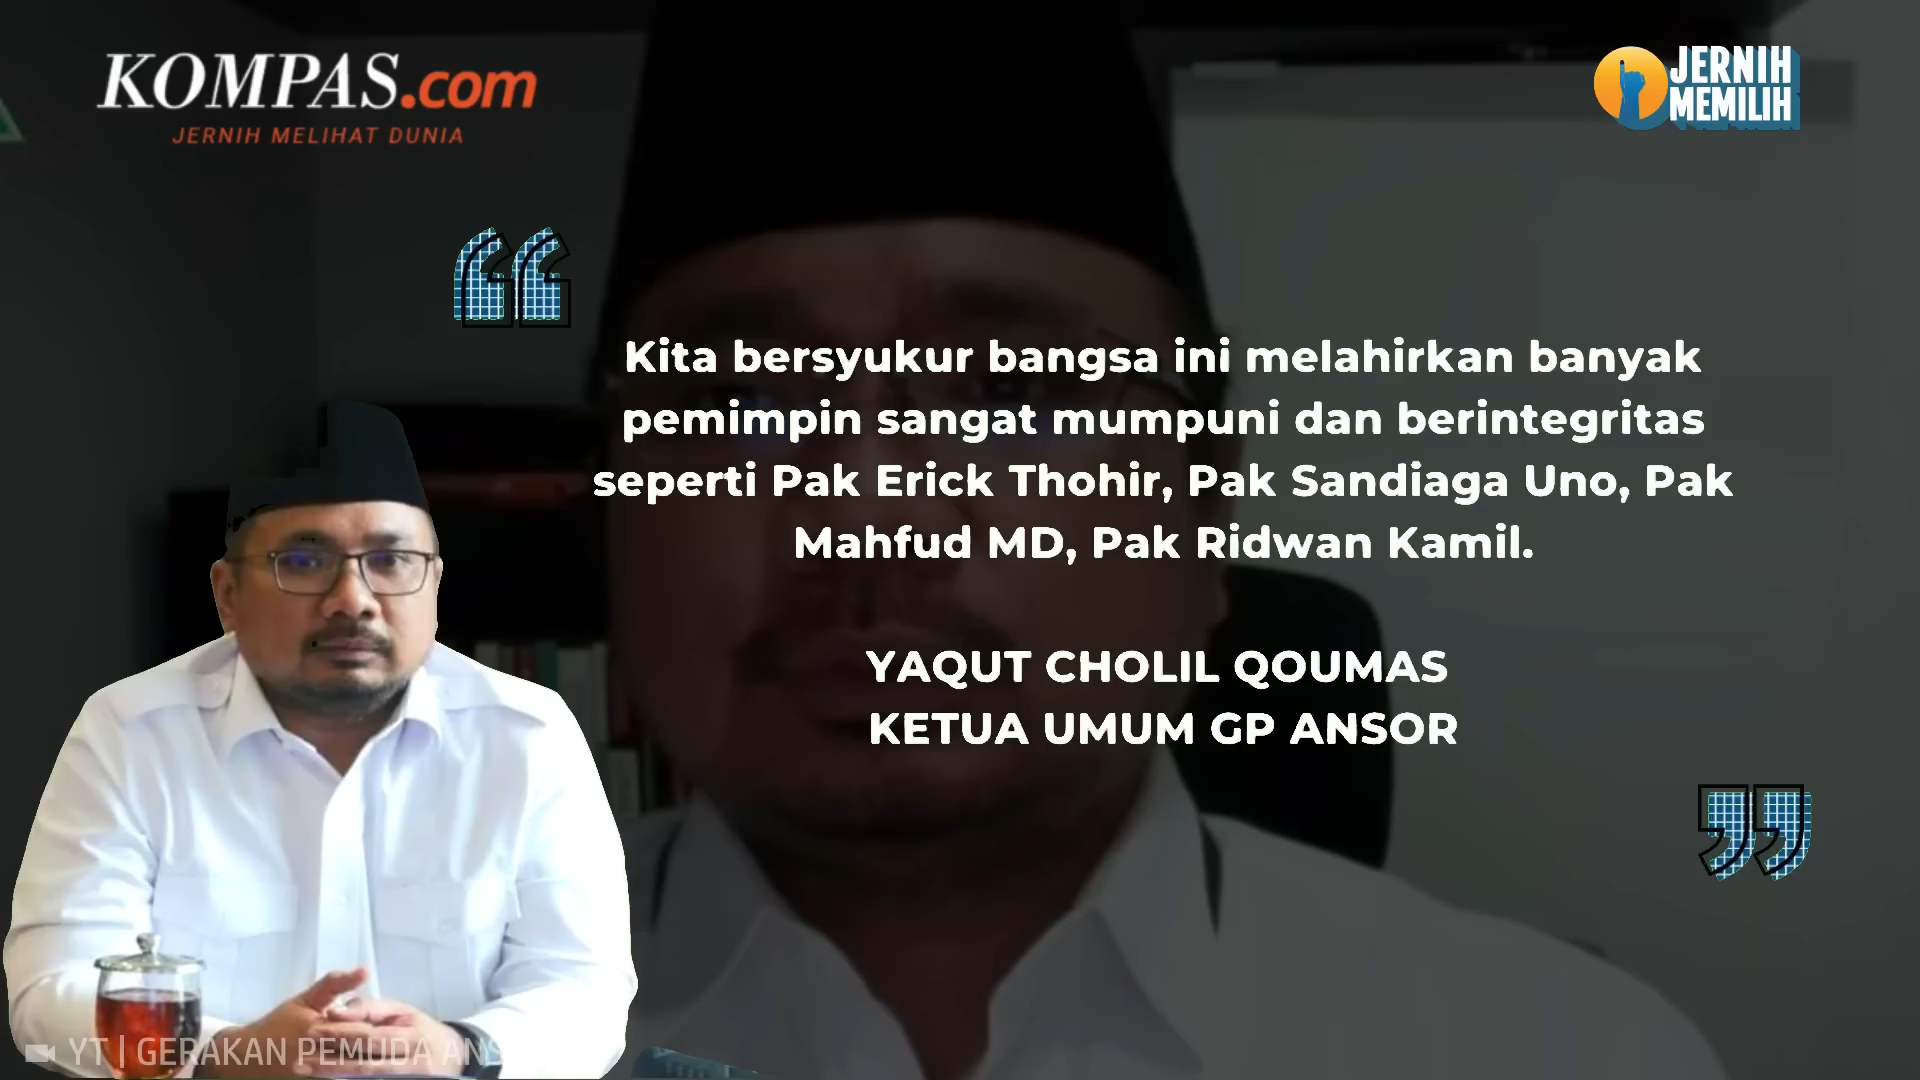 KOMPAS.com
JERNIH MELIHAT DUNIA
JERNIH
MEMILIH
Kita bersyukur bangsa ini melahirkan banyak
pemimpin sangat mumpuni dan berintegritas
seperti Pak Erick Thohir, Pak Sandiaga Uno, Pak
Mahfud MD, Pak Ridwan Kamil.
YAQUT CHOLIL QOUMAS
KETUA UMUM GP ANSOR
YT | GERAKAN PEMUDA ANS